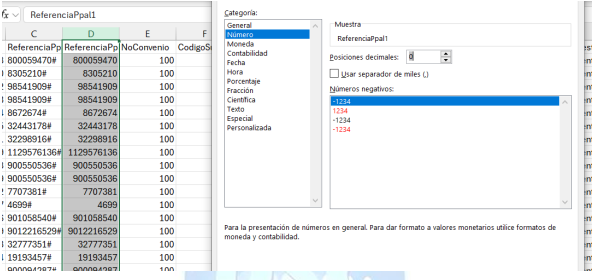 fx ReferenciaPpal1
C D E F
ReferenciaPp ReferenciaPp NoConvenio CodigoS
800059470# 800059470 100
8305210# 8305210 100
98541909# 98541909 100
98541909# 98541909 100
8672674# 8672674 100
32443178# 32443178 100
32298916# 32298916 100
1129576136# 1129576136 100
900550536# 900550536 100
900550536# 900550536 100
7707381# 7707381 100
4699# 4699 100
901058540# 901058540 100
9012216529# 9012216529 100
32777351# 32777351 100
19193457# 19193457 100
900094287# 900094287 100
Categoría:
General
Número
Moneda
Contabilidad
Fecha
Hora
Porcentaje
Fracción
Científica
Texto
Especial
Personalizada
Muestra
ReferenciaPpal1
Posiciones decimales: 0
Usar separador de miles (.)
Números negativos:
-1234
1234
-1234
-1234
Para la presentación de números en general. Para dar formato a valores monetarios utilice formatos de
moneda y contabilidad.